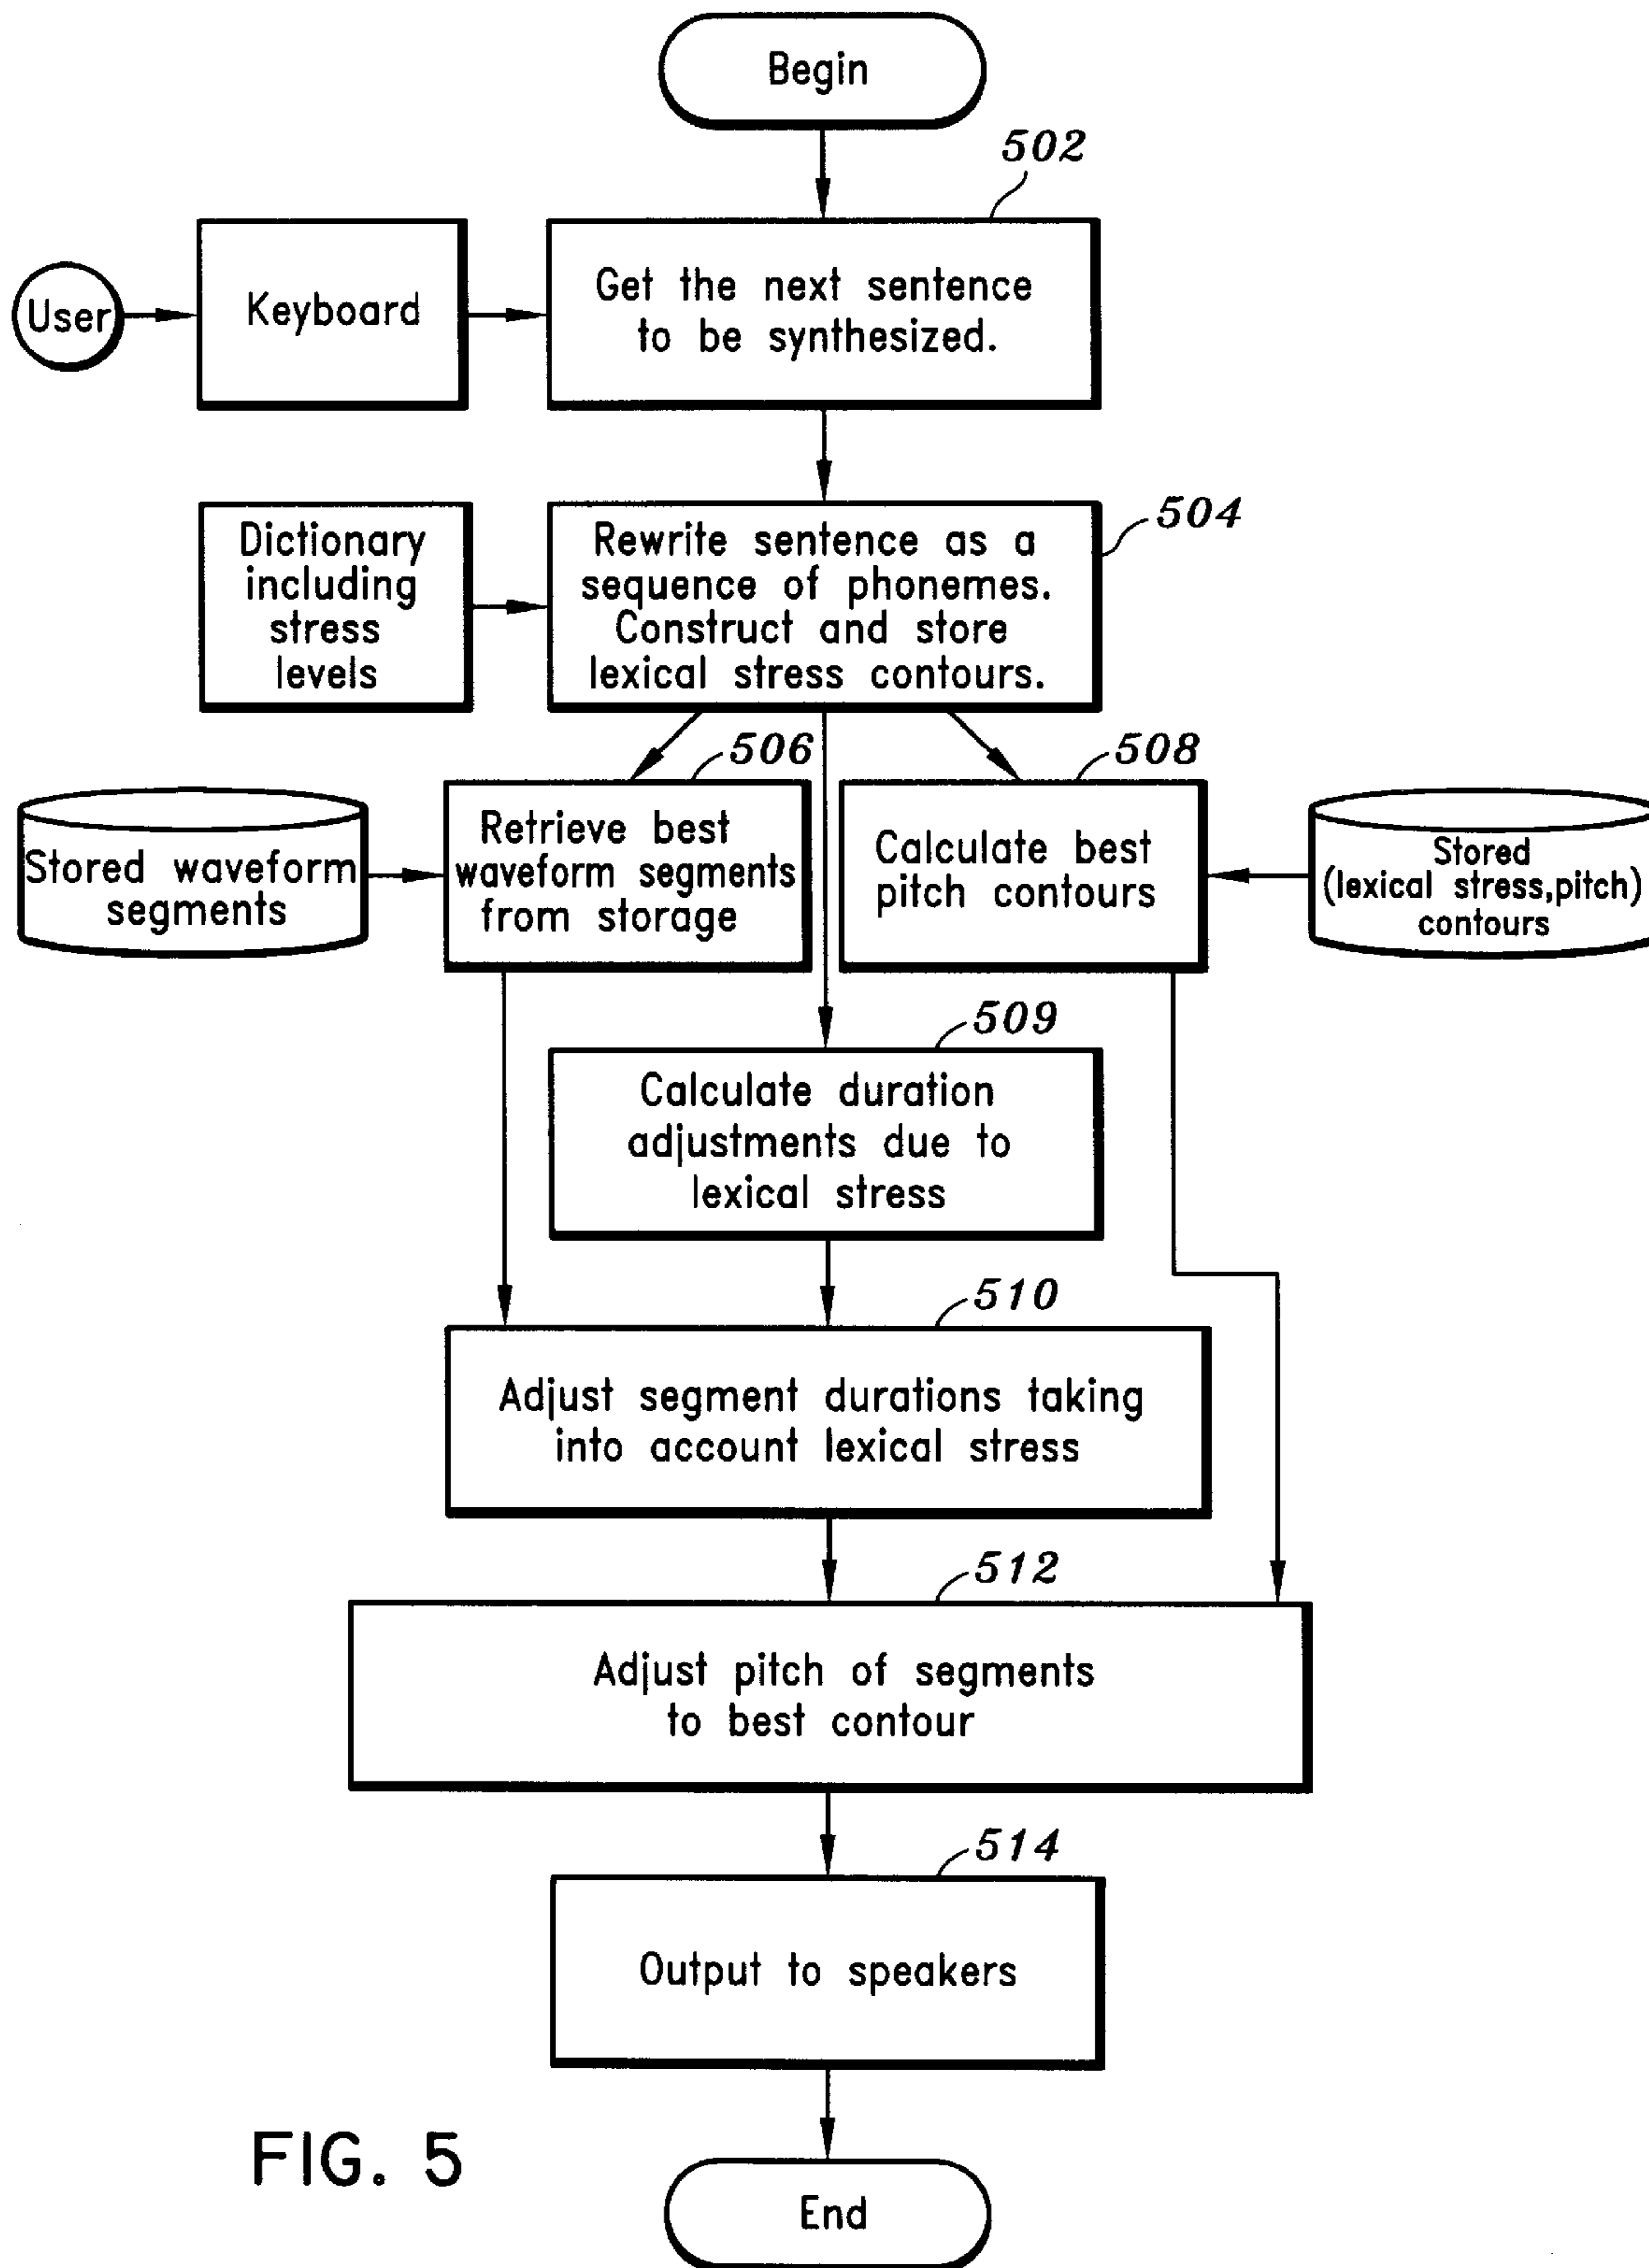 Begin
502
User
Keyboard
Get the next sentence
to be synthesized.
504
Dictionary
including
stress
levels
Rewrite sentence as a
sequence of phonemes.
Construct and store
lexical stress contours.
506
508
Stored waveform
segments
Retrieve best
waveform segments
from storage
Calculate best
pitch contours
Stored
(lexical stress,pitch)
contours
509
Calculate duration
adjustments due to
lexical stress
510
Adjust segment durations taking
into account lexical stress
512
Adjust pitch of segments
to best contour
514
Output to speakers
FIG. 5
End